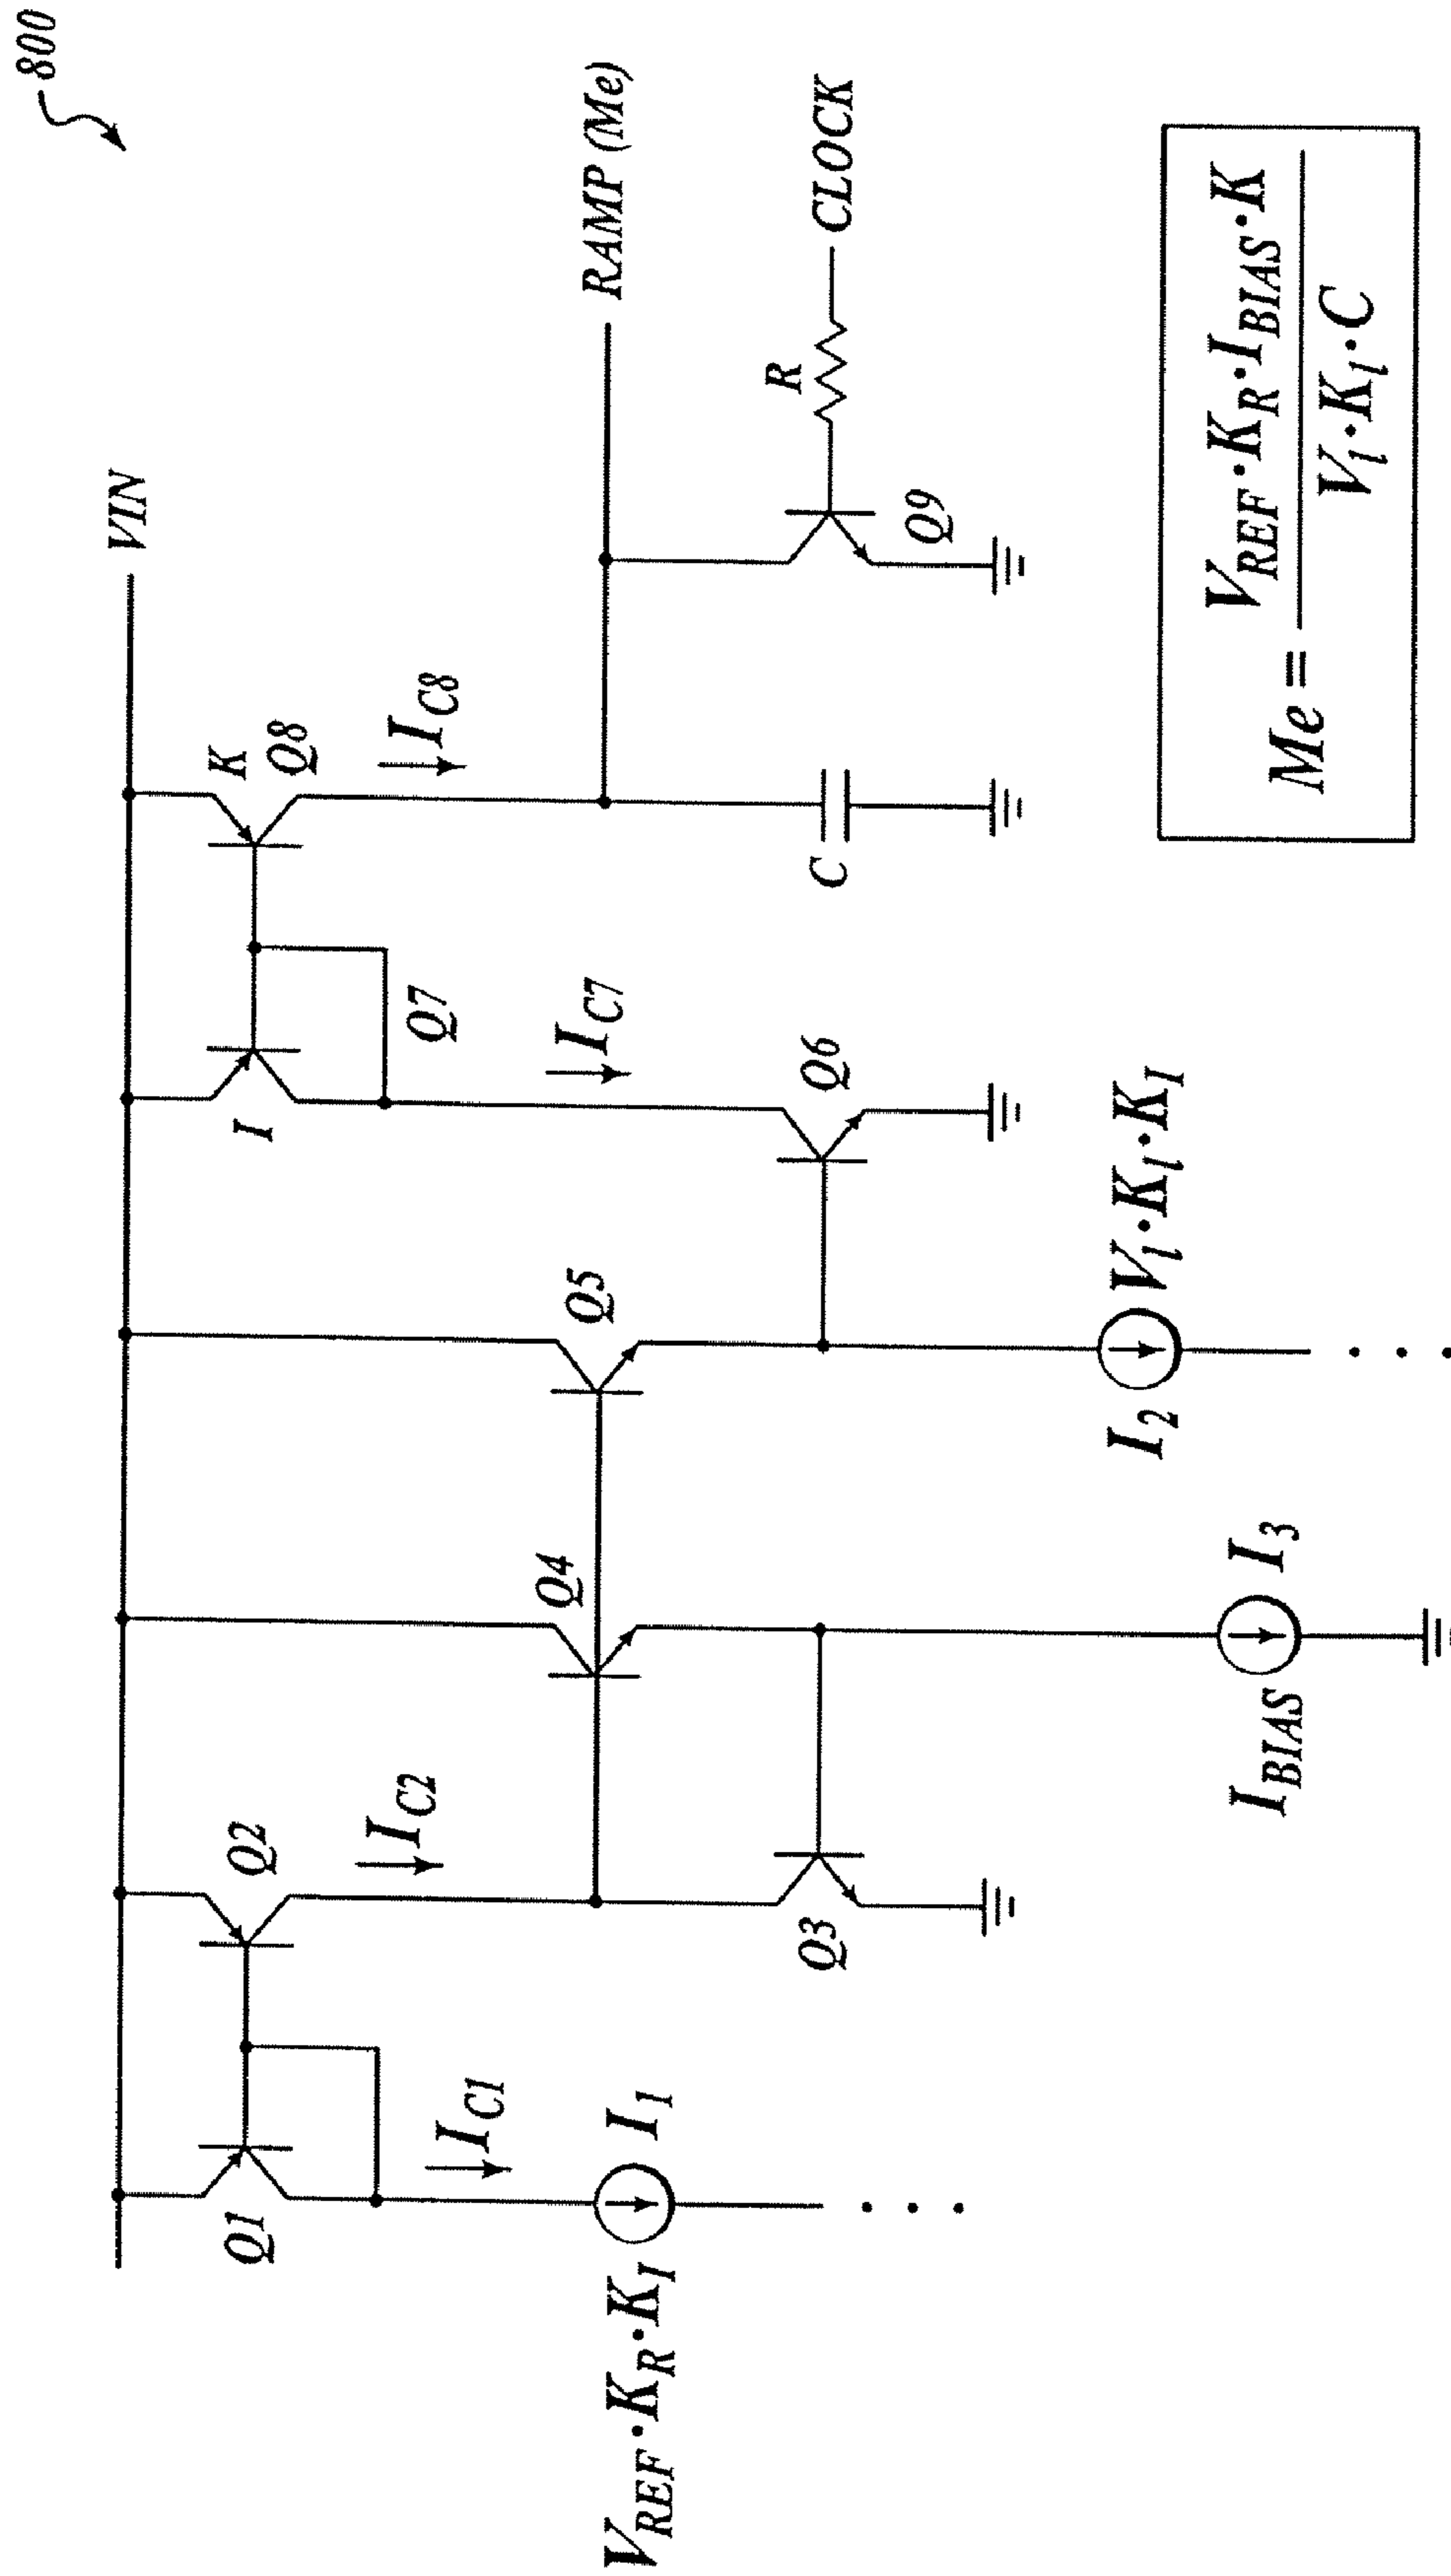 800
VIN
Q1
Q2
K
Q8
I
Q7
I_C1
I_C2
I_C7
I_C8
V_REF·K_R·K_I
I_1
Q3
Q4
Q5
Q6
C
RAMP (Me)
R
CLOCK
Q9
I_BIAS
I_3
I_2
V_l·K_l·K_I
Me = V_REF·K_R·I_BIAS·K
V_l·K_l·C